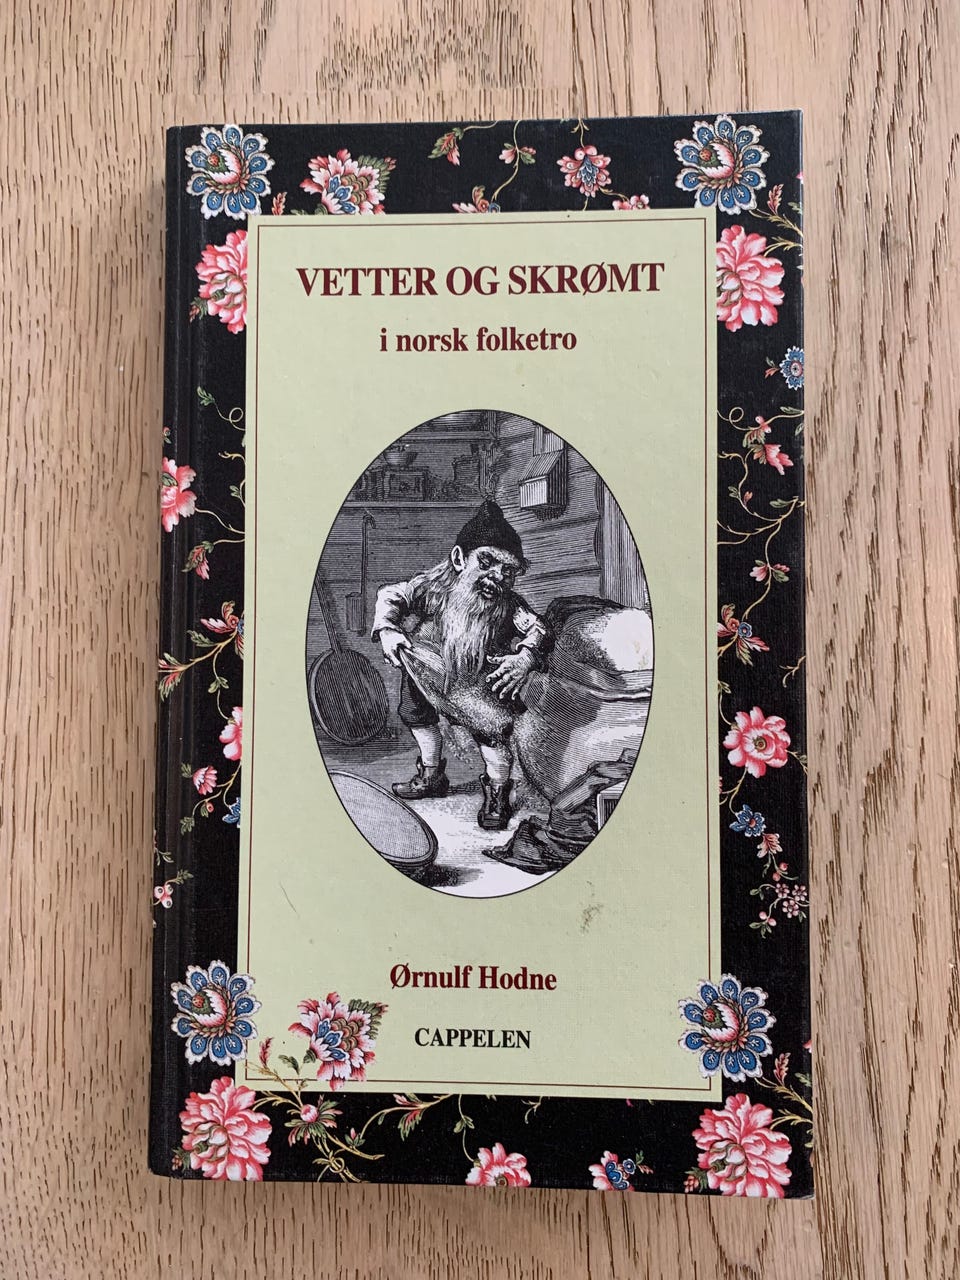 VETTER OG SKRØMT
i norsk folketro
Ørnulf Hodne
CAPPELEN